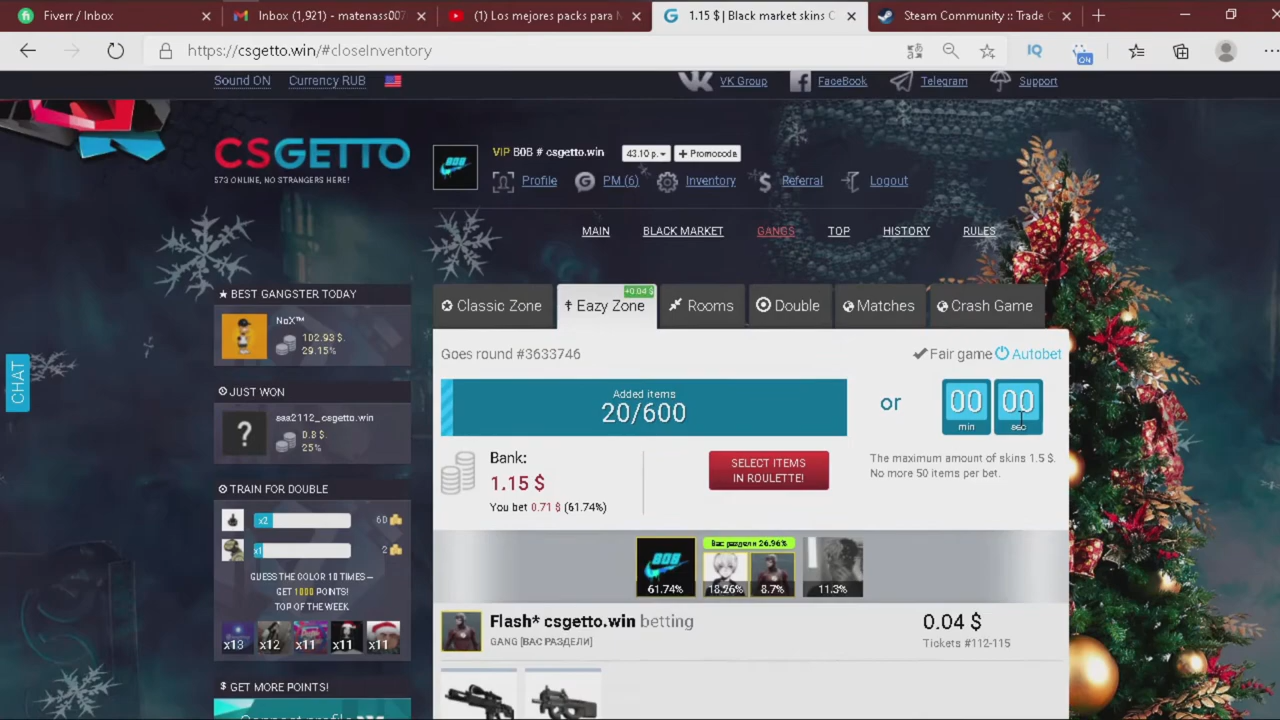 Fiverr / Inbox
Inbox (1,921) - matenass007
(1) Los mejores packs para M
1.15 $ | Black market skins C
Steam Community :: Trade O
https://csgetto.win/#closeInventory
IQ
ON
Sound ON
Currency RUB
VK Group
FaceBook
Telegram
Support
CSGETTO
573 ONLINE, NO STRANGERS HERE!
VIP B0B # csgetto.win
43.10 р.
+ Promocode
Profile
PM (6)
Inventory
Referral
Logout
MAIN
BLACK MARKET
GANGS
TOP
HISTORY
RULES
BEST GANGSTER TODAY
NoX™
102.93 $.
29.15%
JUST WON
saa2112_csgetto.win
0.8 $.
25%
TRAIN FOR DOUBLE
x2
60
x1
2
GUESS THE COLOR 10 TIMES —
GET 1000 POINTS!
TOP OF THE WEEK
x13
x12
x11
x11
x11
$ GET MORE POINTS!
CHAT
Classic Zone
+0.04 $
Eazy Zone
Rooms
Double
Matches
Crash Game
Goes round #3633746
Fair game
Autobet
Added items
20/600
or
00
min
00
sec
Bank:
1.15 $
You bet 0.71 $ (61.74%)
SELECT ITEMS
IN ROULETTE!
The maximum amount of skins 1.5 $.
No more 50 items per bet.
Вас раздели 26.96%
B0B
61.74%
18.26%
8.7%
11.3%
Flash* csgetto.win betting
GANG [ВАС РАЗДЕЛИ]
0.04 $
Tickets #112-115